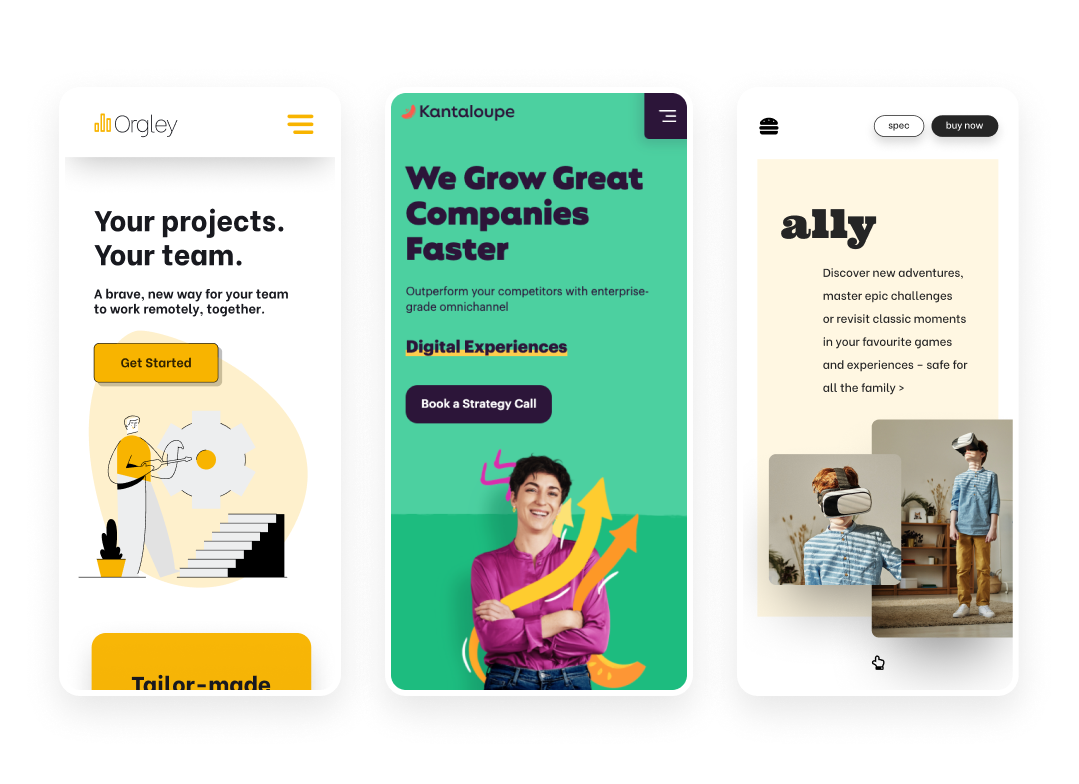 Orgley
Your projects.
Your team.
A brave, new way for your team
to work remotely, together.
Get Started
Tailor-made
Kantaloupe
We Grow Great
Companies
Faster
Outperform your competitors with enterprise-
grade omnichannel
Digital Experiences
Book a Strategy Call
spec
buy now
ally
Discover new adventures,
master epic challenges
or revisit classic moments
in your favourite games
and experiences – safe for
all the family >